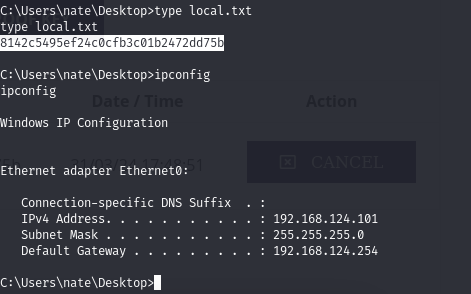 C:\Users\nate\Desktop>type local.txt
type local.txt
8142c5495ef24c0cfb3c01b2472dd75b
C:\Users\nate\Desktop>ipconfig
ipconfig
Date / Time Action
Windows IP Configuration
CANCEL
Ethernet adapter Ethernet0:
Connection-specific DNS Suffix . :
IPv4 Address. . . . . . . . . . . : 192.168.124.101
Subnet Mask . . . . . . . . . . . : 255.255.255.0
Default Gateway . . . . . . . . . : 192.168.124.254
C:\Users\nate\Desktop>